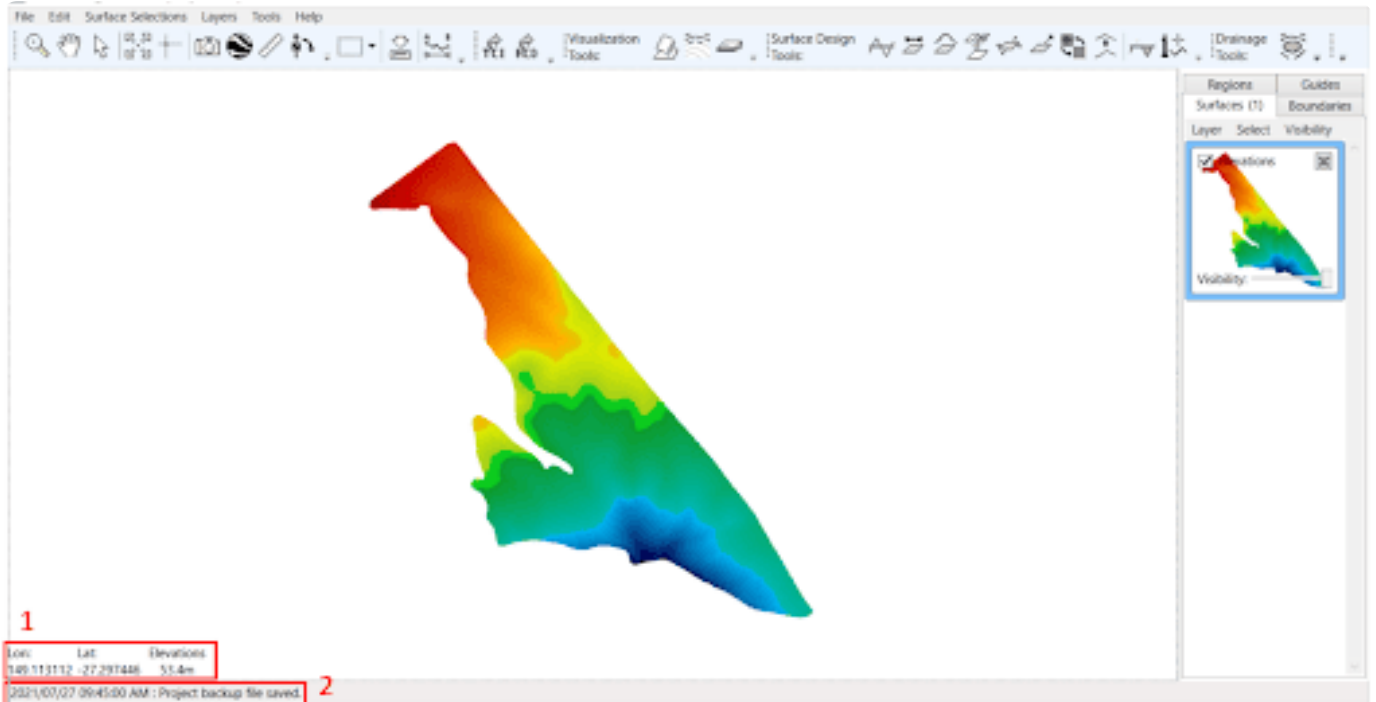 File Edit Surface Selections Layers Tools Help
Visualization Tools:
Surface Design Tools:
Drainage Tools:
Regions Guides
Surfaces (1) Boundaries
Layer Select Visibility
Visibility:
1
Lon: Lat: Elevations
149.113112 -27.297446 53.4m
2021/07/27 09:45:00 AM : Project backup file saved.
2